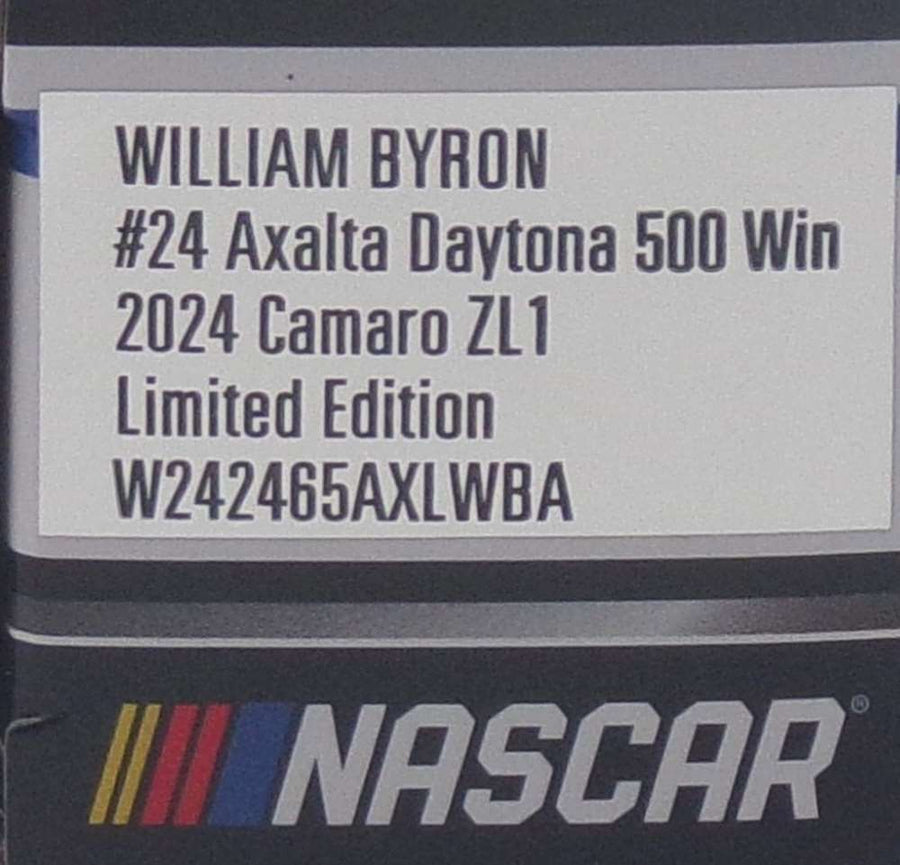 WILLIAM BYRON
#24 Axalta Daytona 500 Win
2024 Camaro ZL1
Limited Edition
W242465AXLWBA
NASCAR®